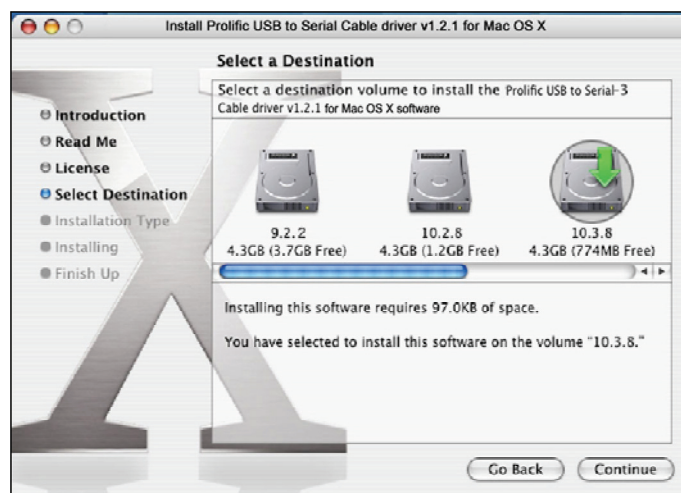 Install Prolific USB to Serial Cable driver v1.2.1 for Mac OS X
Select a Destination
Introduction
Read Me
License
Select Destination
Installation Type
Installing
Finish Up
Select a destination volume to install the Prolific USB to Serial-3
Cable driver v1.2.1 for Mac OS X software
9.2.2
4.3GB (3.7GB Free)
10.2.8
4.3GB (1.2GB Free)
10.3.8
4.3GB (774MB Free)
Installing this software requires 97.0KB of space.
You have selected to install this software on the volume "10.3.8."
Go Back
Continue